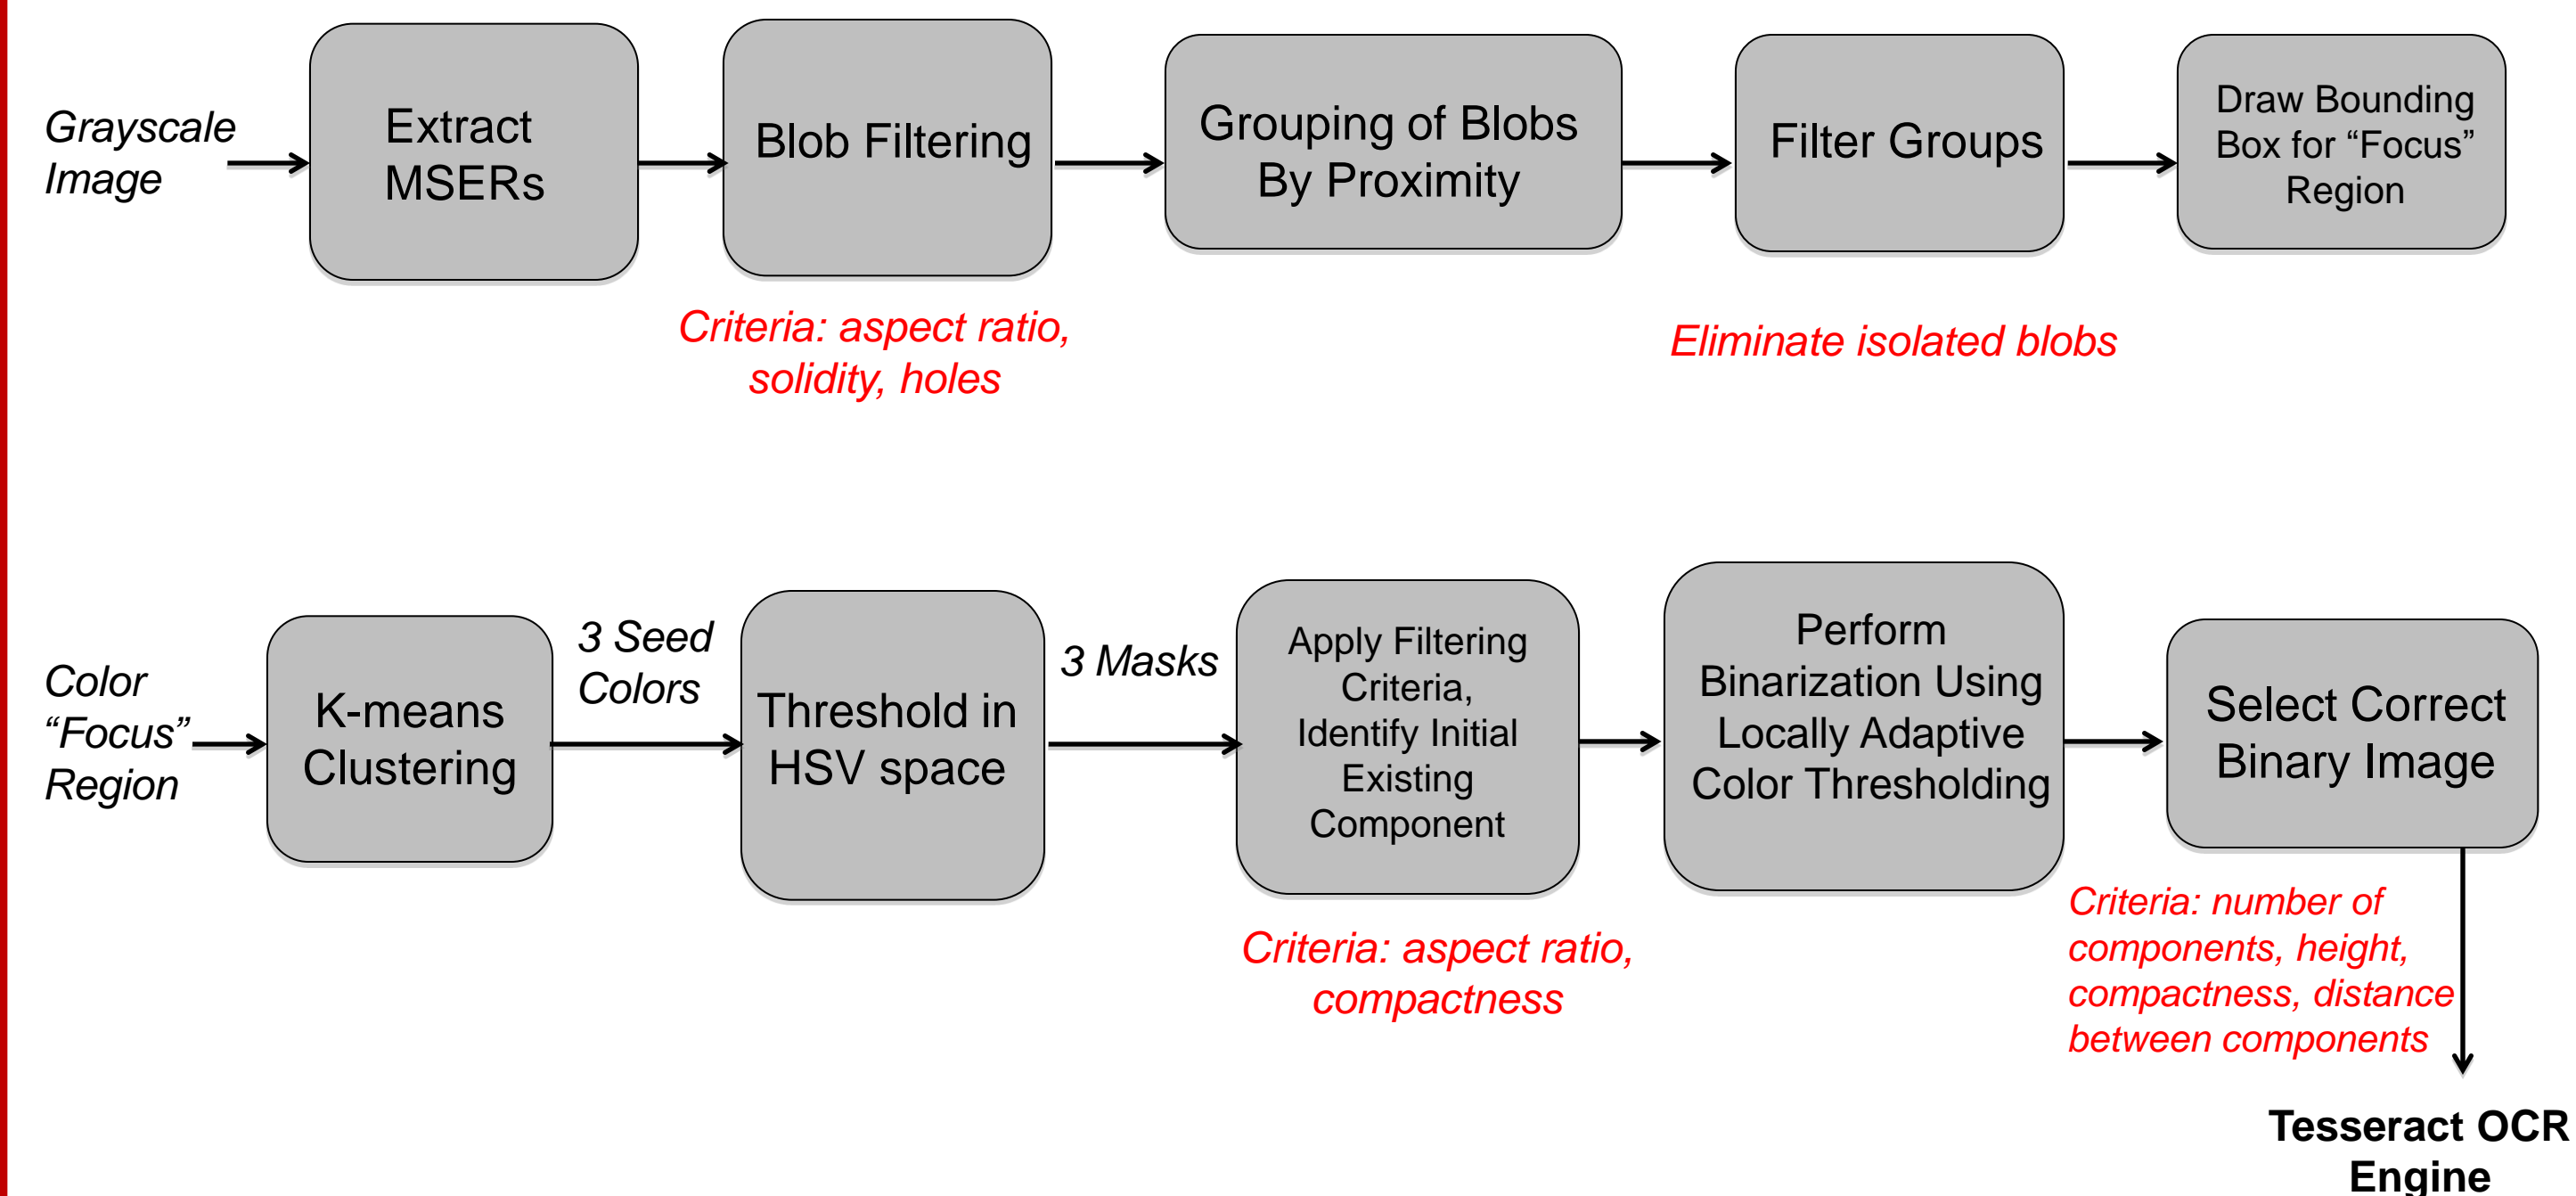 Grayscale
Image
Extract
MSERs
Blob Filtering
Grouping of Blobs
By Proximity
Filter Groups
Draw Bounding
Box for “Focus”
Region
Criteria: aspect ratio,
solidity, holes
Eliminate isolated blobs
Color
“Focus”
Region
K-means
Clustering
3 Seed
Colors
Threshold in
HSV space
3 Masks
Apply Filtering
Criteria,
Identify Initial
Existing
Component
Perform
Binarization Using
Locally Adaptive
Color Thresholding
Select Correct
Binary Image
Criteria: aspect ratio,
compactness
Criteria: number of
components, height,
compactness, distance
between components
Tesseract OCR
Engine